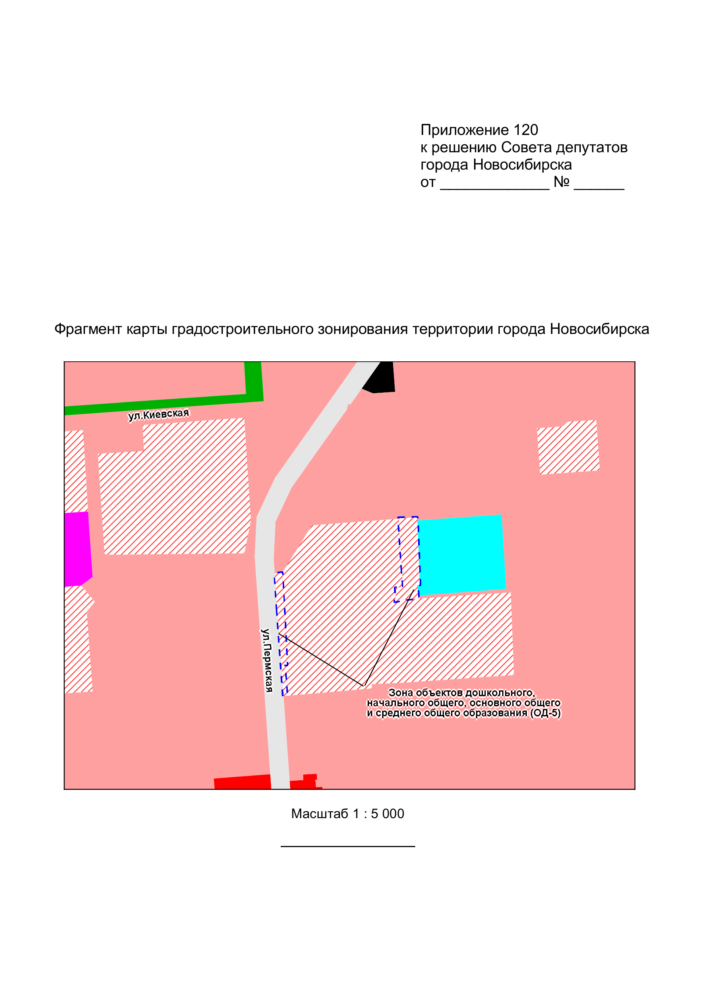 Приложение 120
к решению Совета депутатов
города Новосибирска
от _____________ № ______
Фрагмент карты градостроительного зонирования территории города Новосибирска
ул.Киевская
ул.Пермская
Зона объектов дошкольного,
начального общего, основного общего
и среднего общего образования (ОД-5)
Масштаб 1 : 5 000